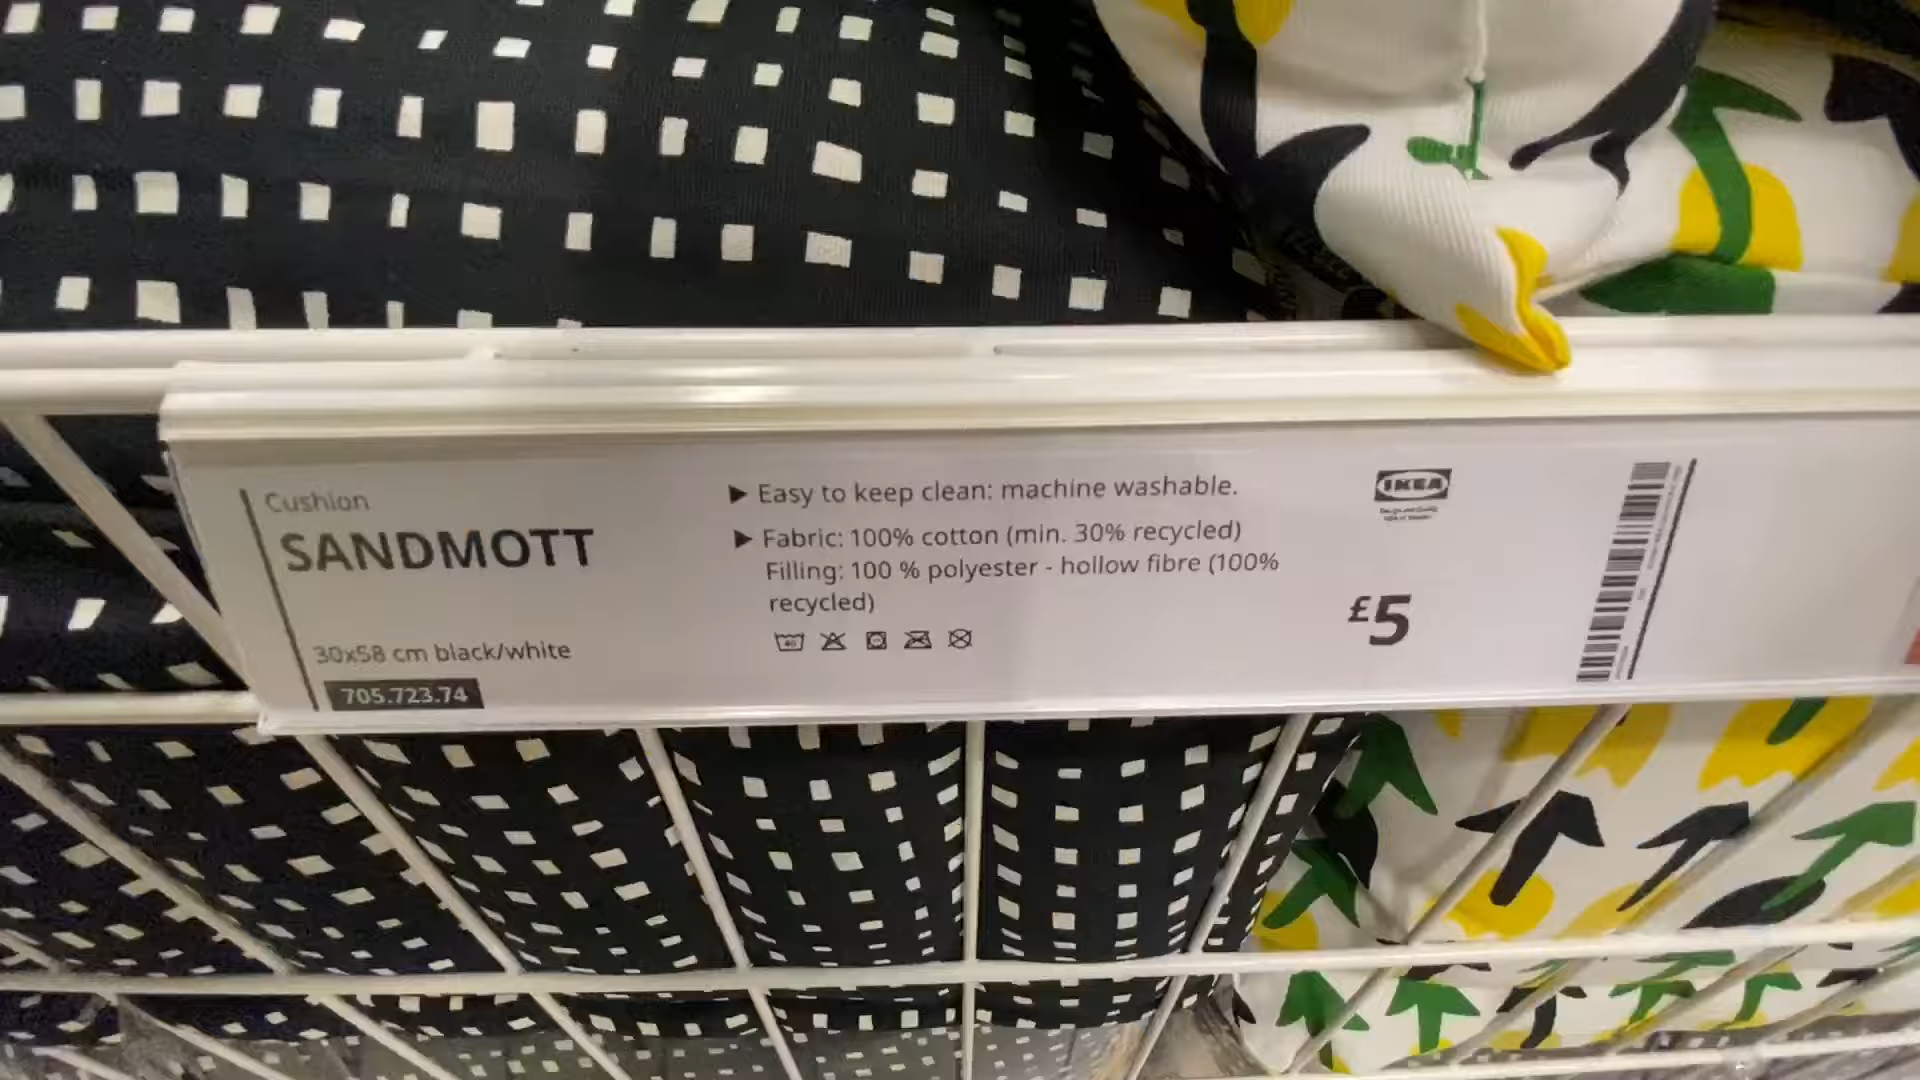 Cushion
SANDMOTT
30x58 cm black/white
705.723.74
► Easy to keep clean: machine washable.
► Fabric: 100% cotton (min. 30% recycled)
Filling: 100 % polyester - hollow fibre (100%
recycled)
40
IKEA
£5